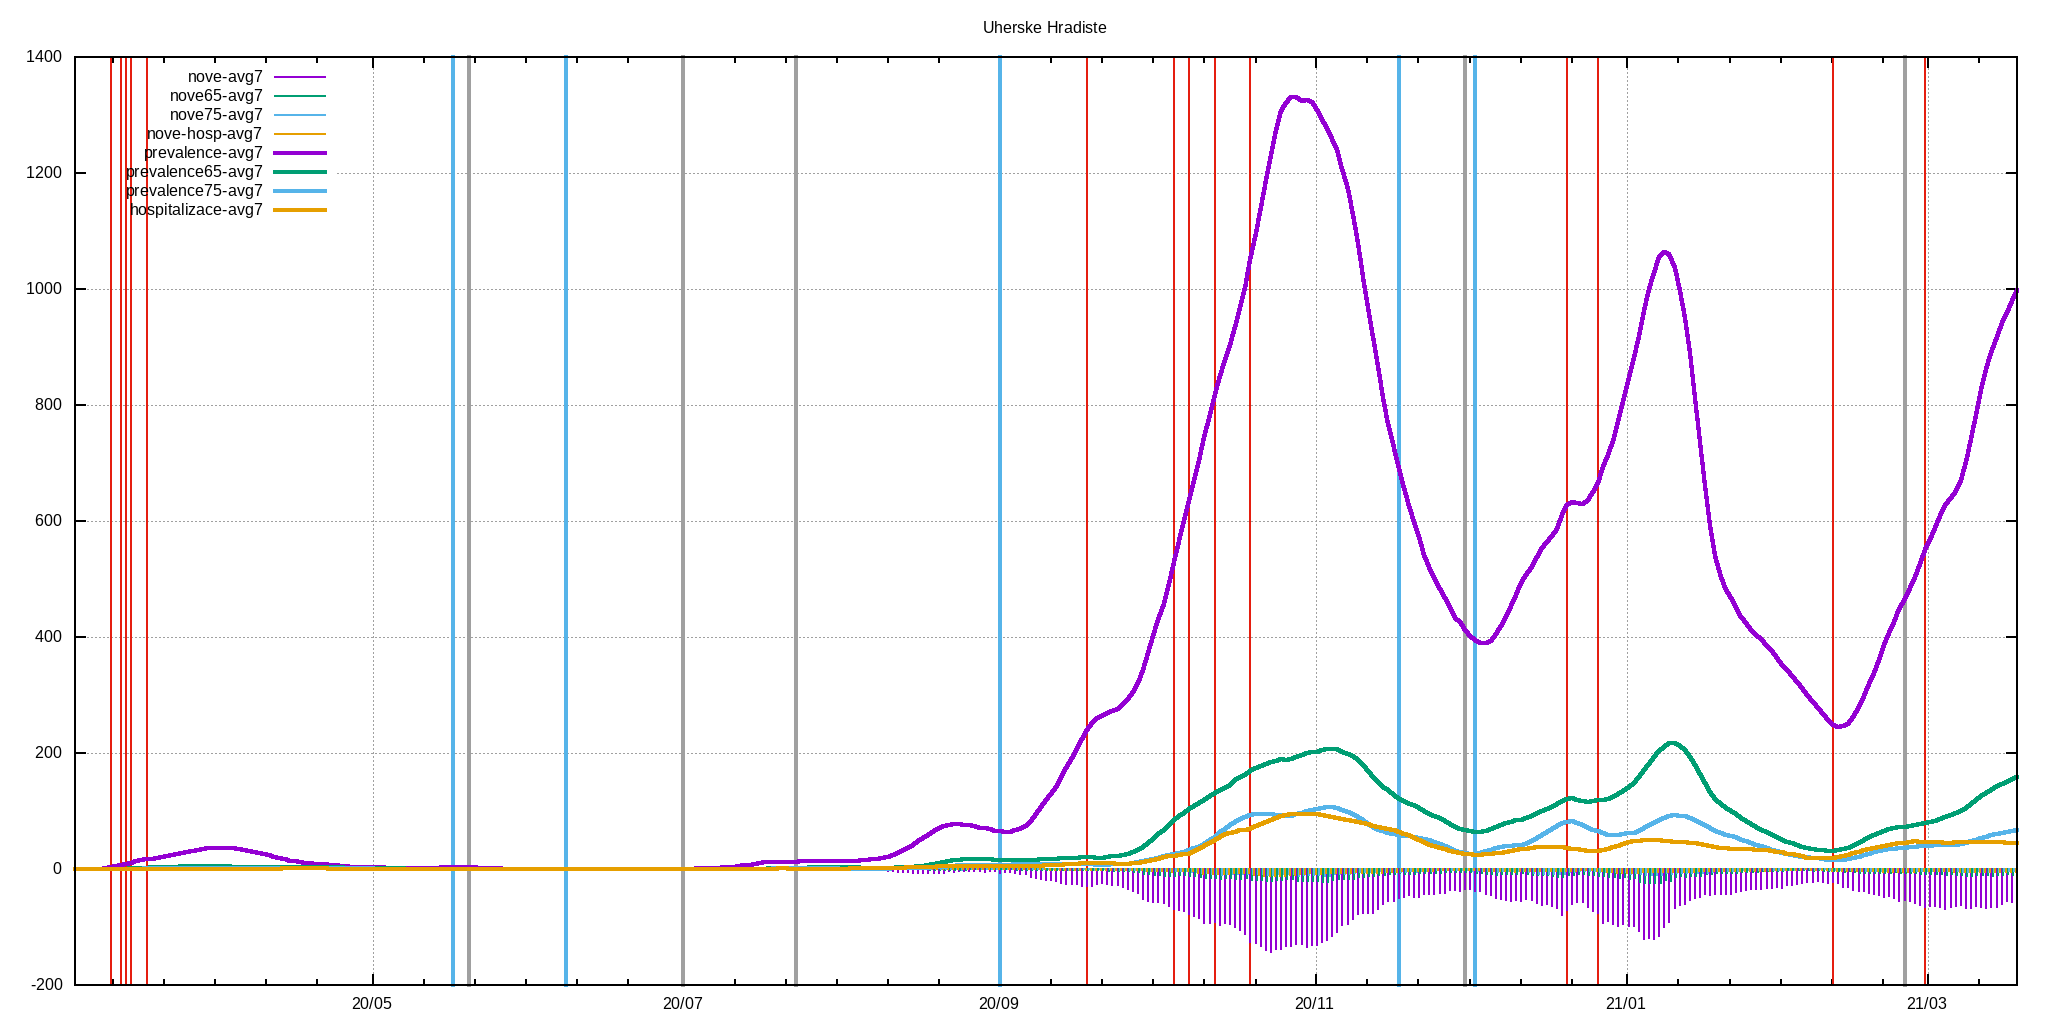 Uherske Hradiste
1400
1200
1000
800
600
400
200
0
-200
nove-avg7
nove65-avg7
nove75-avg7
nove-hosp-avg7
prevalence-avg7
prevalence65-avg7
prevalence75-avg7
hospitalizace-avg7
20/05
20/07
20/09
20/11
21/01
21/03